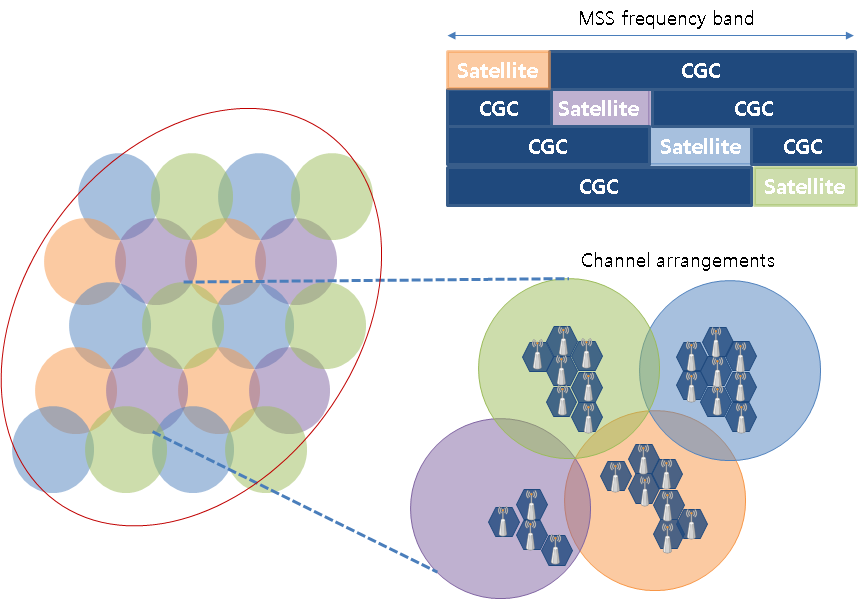 MSS frequency band
Satellite CGC
CGC Satellite CGC
CGC Satellite CGC
CGC Satellite
Channel arrangements